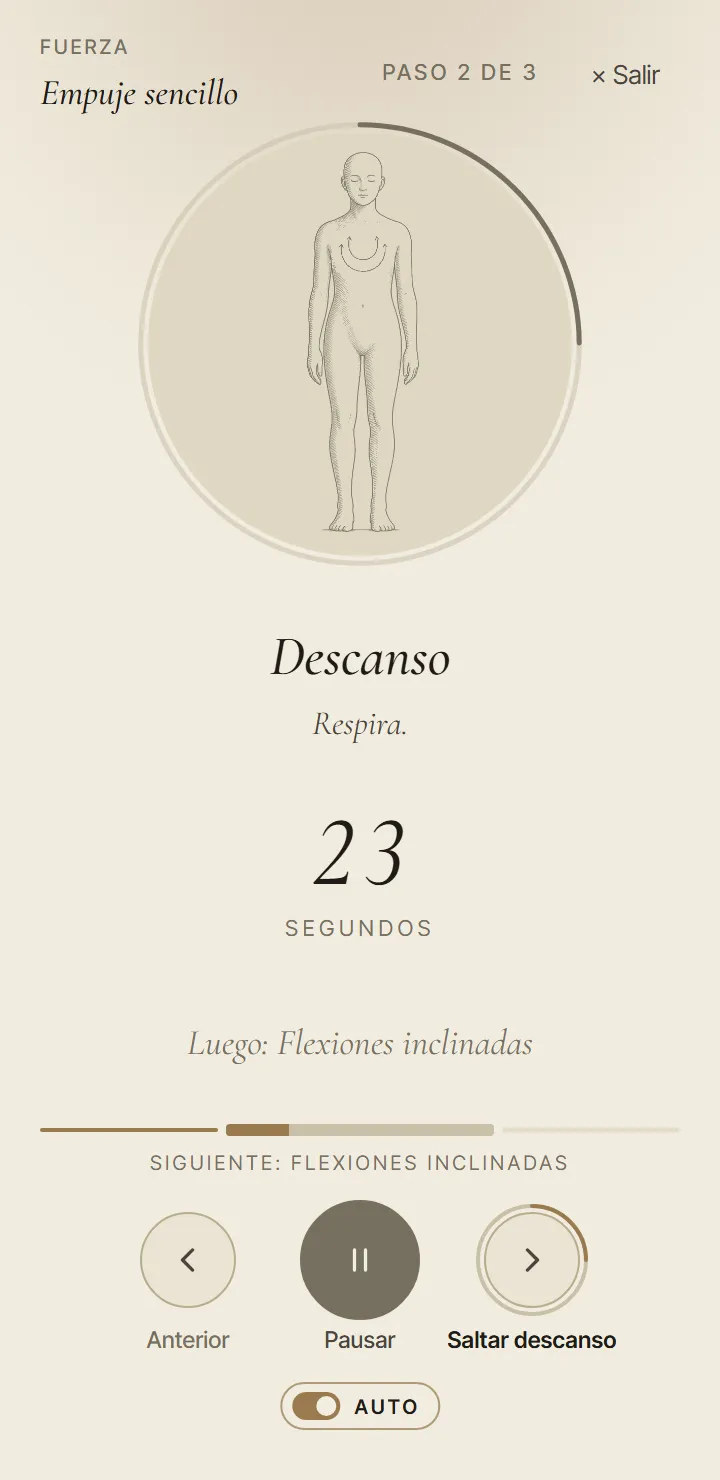 FUERZA
Empuje sencillo
PASO 2 DE 3
× Salir
Descanso
Respira.
23
SEGUNDOS
Luego: Flexiones inclinadas
SIGUIENTE: FLEXIONES INCLINADAS
Anterior
Pausar
Saltar descanso
AUTO